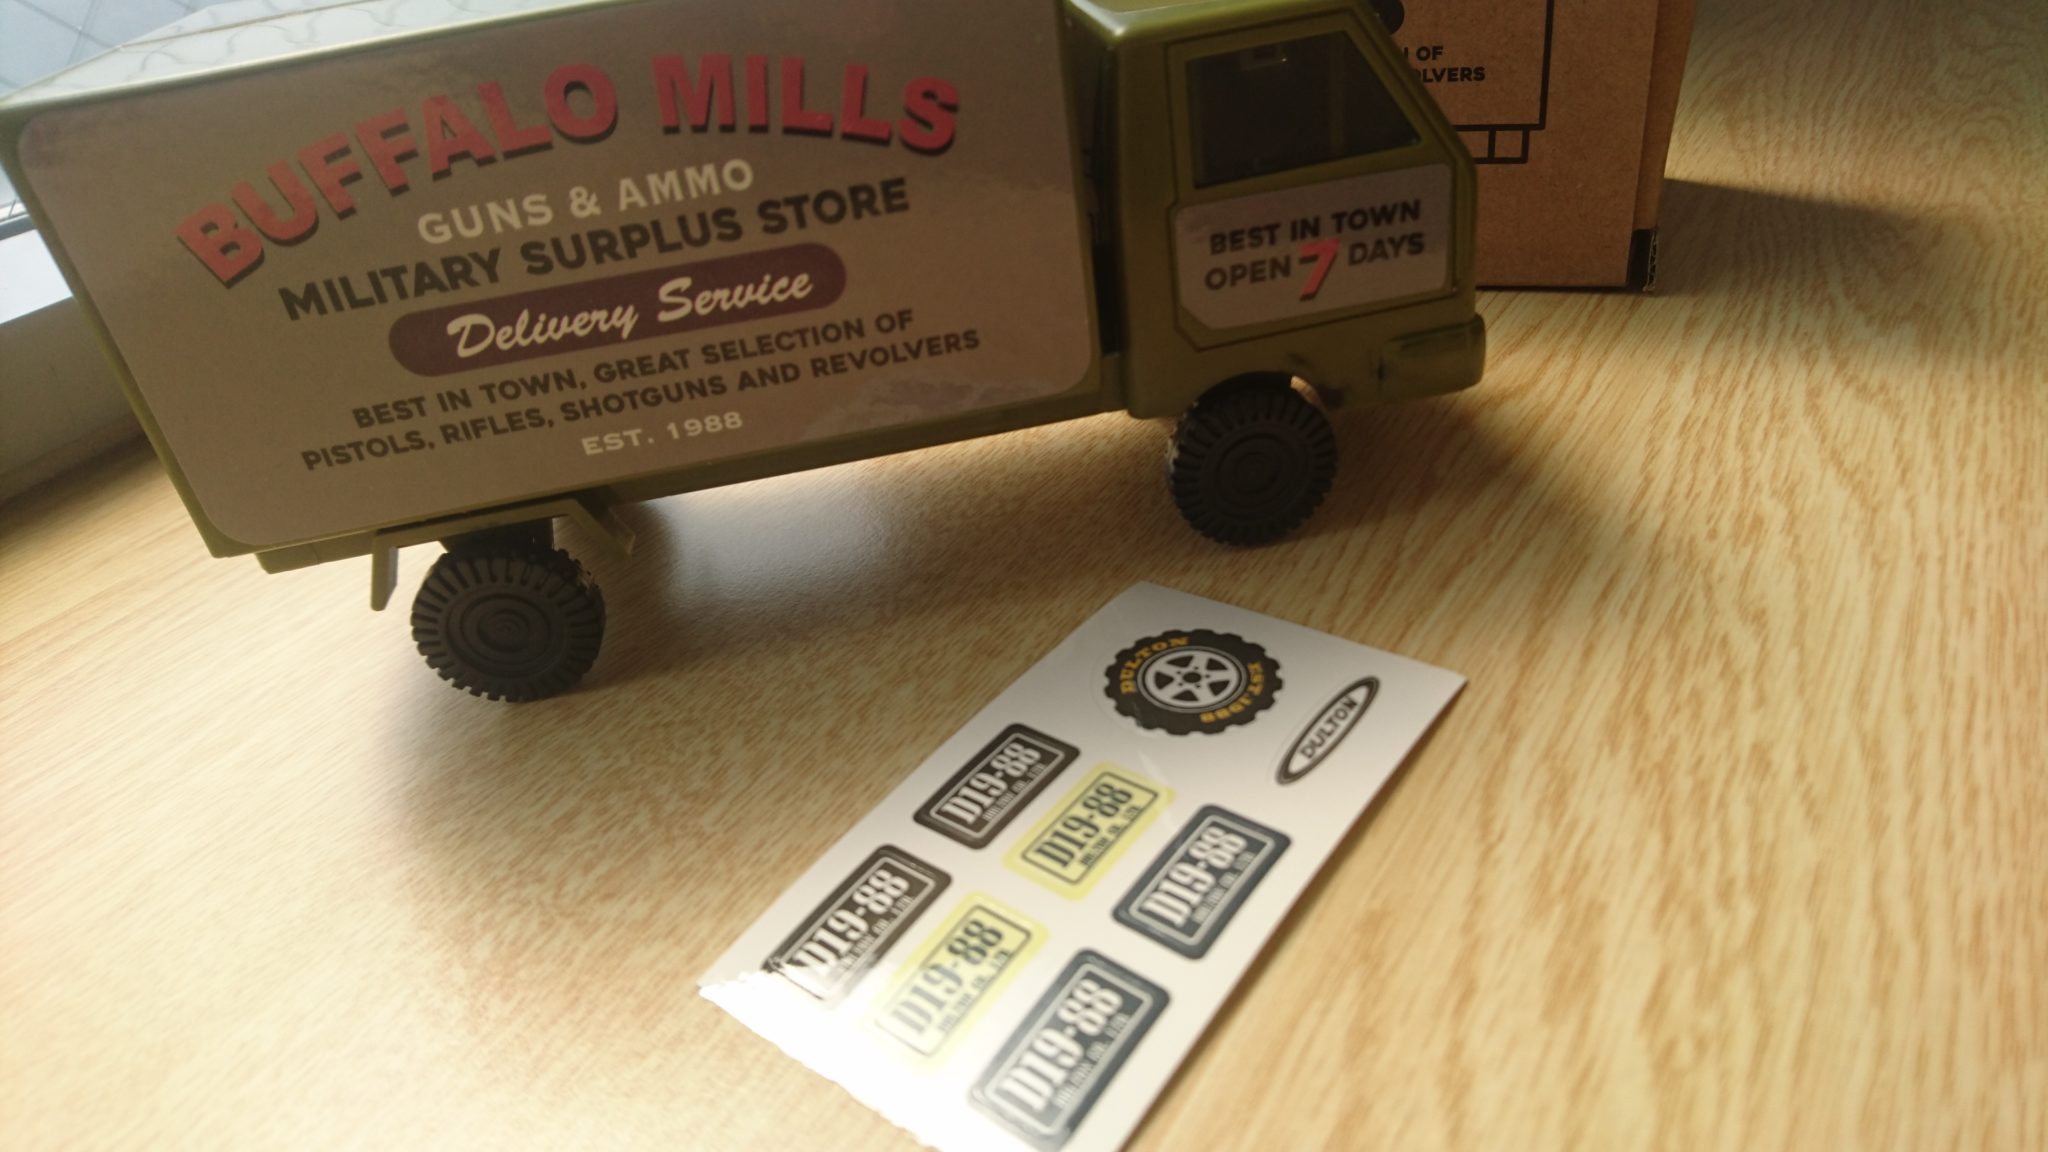 BUFFALO MILLS
GUNS & AMMO
MILITARY SURPLUS STORE
Delivery Service
BEST IN TOWN, GREAT SELECTION OF
PISTOLS, RIFLES, SHOTGUNS AND REVOLVERS
EST. 1988
BEST IN TOWN
OPEN 7 DAYS
OF
DULTON
EST.1988
DULTON
D19-88
D19-88
D19-88
D19-88
D19-88
D19-88